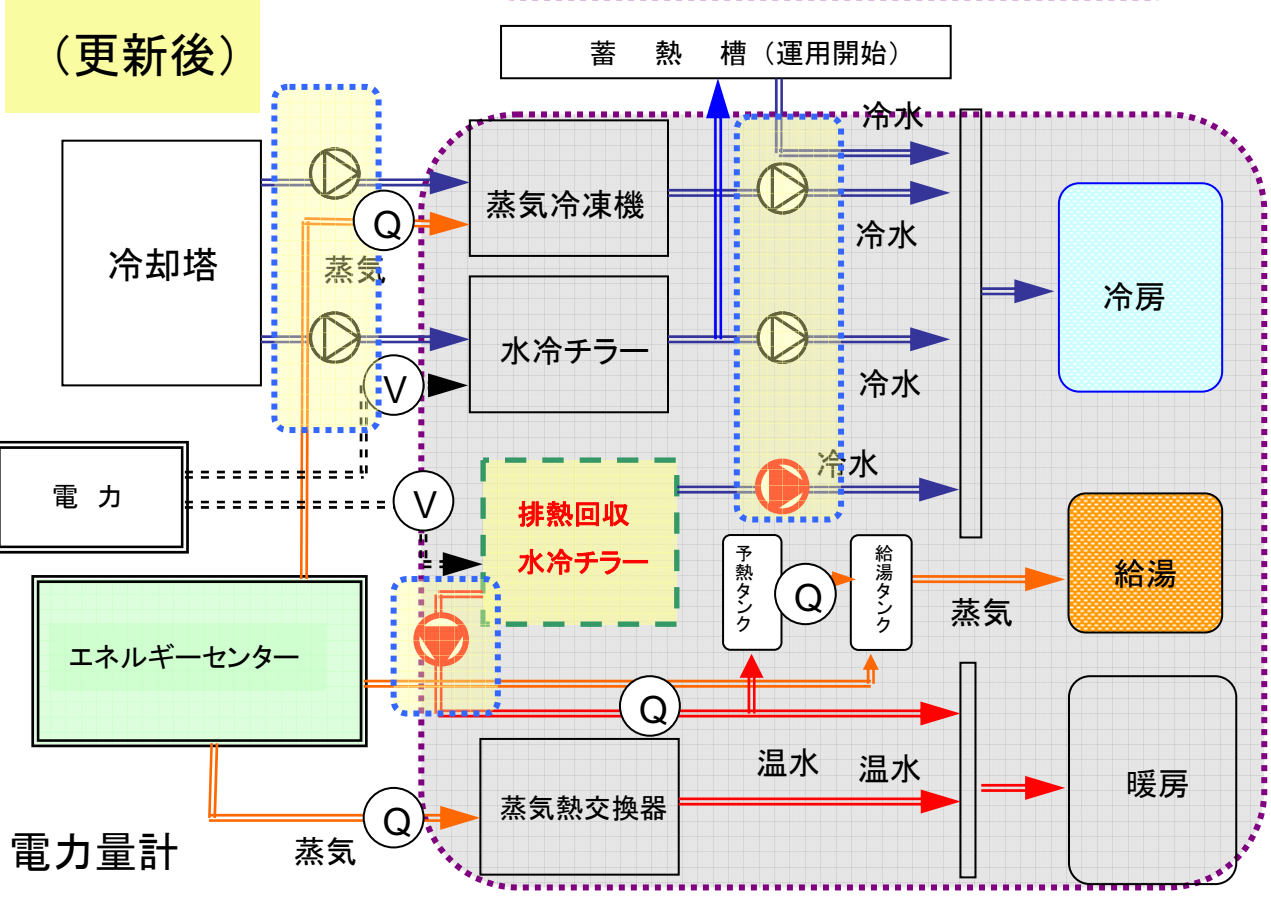 （更新後）
蓄 熱 槽（運用開始）
冷水
蒸気冷凍機
Q
冷水
冷却塔
蒸気
冷房
水冷チラー
V
冷水
冷水
電 力
V
排熱回収
水冷チラー
予熱タンク
給湯タンク
Q
給湯
蒸気
エネルギーセンター
Q
温水
温水
暖房
蒸気熱交換器
Q
電力量計
蒸気